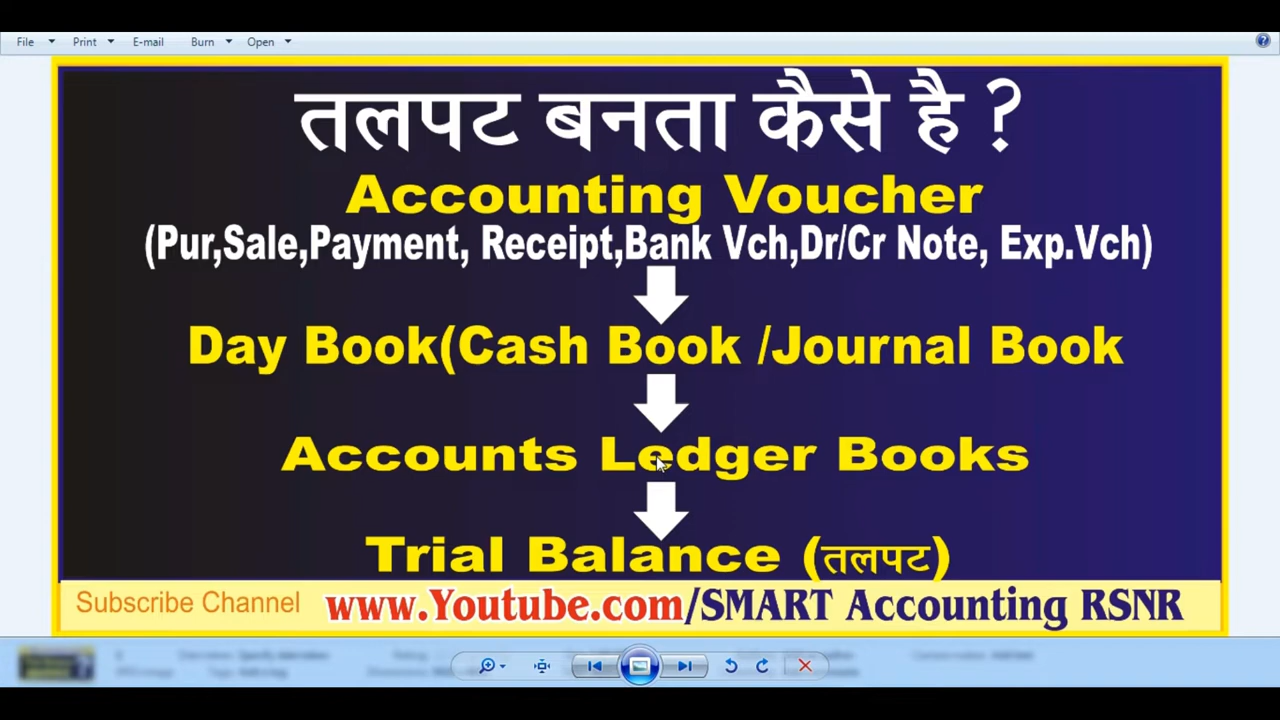 File Print E-mail Burn Open
तलपट बनता कैसे है ?
Accounting Voucher
(Pur,Sale,Payment, Receipt,Bank Vch,Dr/Cr Note, Exp.Vch)
Day Book(Cash Book /Journal Book
Accounts Ledger Books
Trial Balance (तलपट)
Subscribe Channel www.Youtube.com/SMART Accounting RSNR